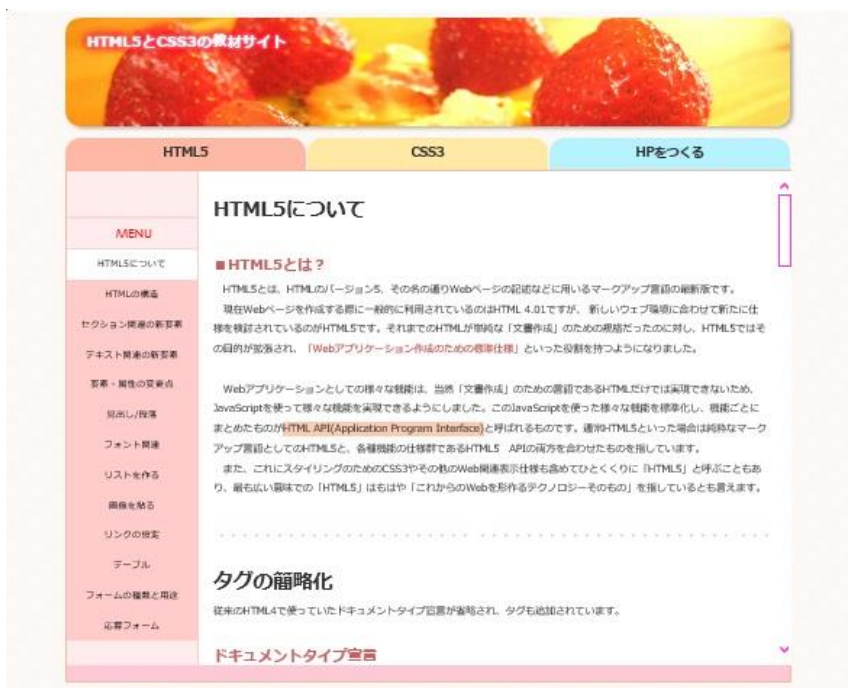 HTML5とCSS3の教材サイト
HTML5
CSS3
HPをつくる
MENU
HTML5について
HTMLの構造
セクション関連の新要素
テキスト関連の新要素
要素・属性の変更点
見出し/段落
フォント関連
リストを作る
画像を貼る
リンクの設定
テーブル
フォームの種類と用途
応募フォーム
HTML5について
■HTML5とは？
HTML5とは、HTMLのバージョン5、その名の通りWebページの記述などに用いるマークアップ言語の最新版です。
現在Webページを作成する際に一般的に利用されているのはHTML 4.01ですが、 新しいウェブ環境に合わせて新たに仕
様を検討されているのがHTML5です。それまでのHTMLが単純な「文書作成」のための規格だったのに対し、HTML5ではそ
の目的が拡張され、「Webアプリケーション作成のための標準仕様」といった役割を持つようになりました。
Webアプリケーションとしての様々な機能は、当然「文書作成」のための言語であるHTMLだけでは実現できないため、
JavaScriptを使って様々な機能を実現できるようにしました。このJavaScriptを使った様々な機能を標準化し、機能ごとに
まとめたものがHTML API(Application Program Interface)と呼ばれるものです。通常HTML5といった場合は純粋なマーク
アップ言語としてのHTML5と、各種機能の仕様群であるHTML5 APIの両方を合わせたものを指しています。
また、これにスタイリングのためのCSS3やその他のWeb関連表示仕様も含めてひとくくりに「HTML5」と呼ぶこともあ
り、最も広い意味での「HTML5」はもはや「これからのWebを形作るテクノロジーそのもの」を指しているとも言えます。
タグの簡略化
従来のHTML4で使っていたドキュメントタイプ宣言が省略され、タグも追加されています。
ドキュメントタイプ宣言